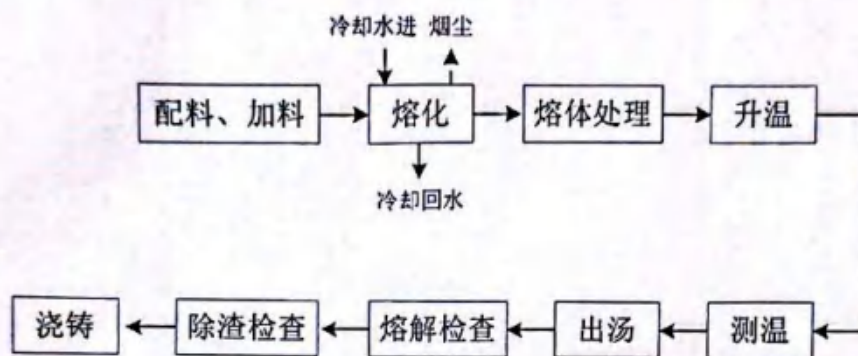 冷却水进 烟尘
配料、加料 熔化 熔体处理 升温
冷却回水
浇铸 除渣检查 熔解检查 出汤 测温